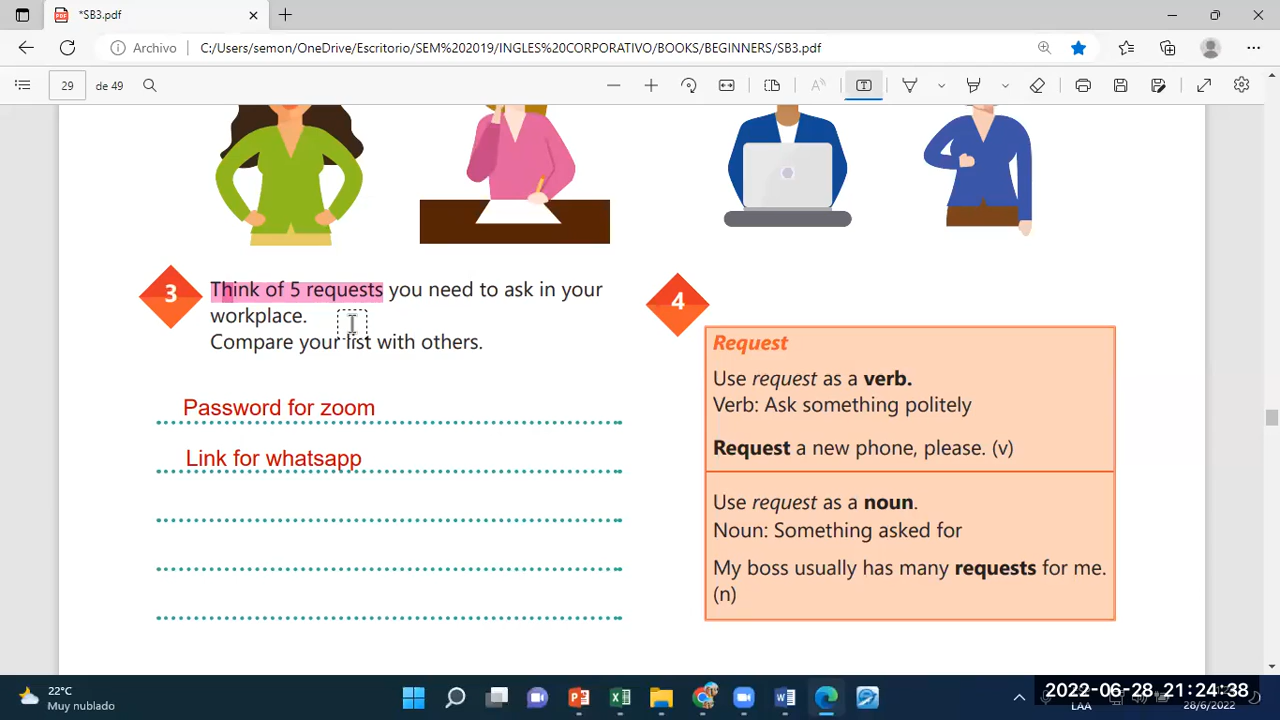 *SB3.pdf
Archivo
C:/Users/semon/OneDrive/Escritorio/SEM%202019/INGLES%20CORPORATIVO/BOOKS/BEGINNERS/SB3.pdf
29 de 49
3
Think of 5 requests you need to ask in your
workplace.
Compare your list with others.
Password for zoom
Link for whatsapp
4
Request
Use request as a verb.
Verb: Ask something politely
Request a new phone, please. (v)
Use request as a noun.
Noun: Something asked for
My boss usually has many requests for me.
(n)
22°C
Muy nublado
2022-06-28 21:24:38
LAA
28/6/2022